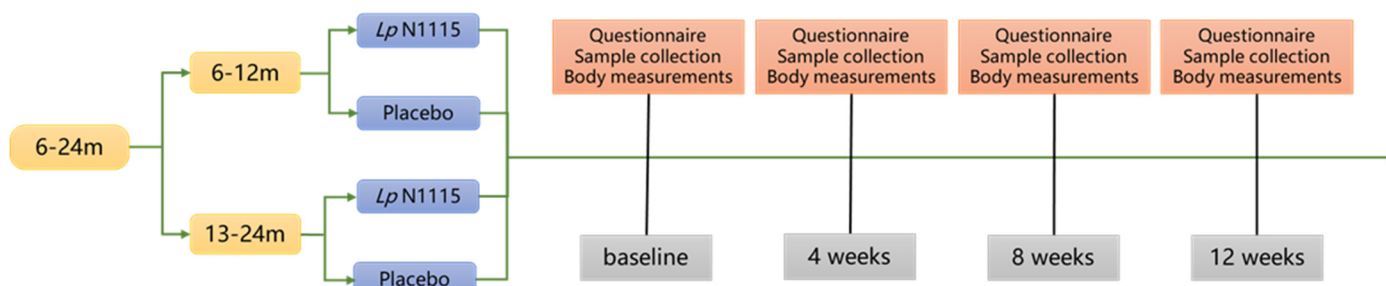 6-24m
6-12m
13-24m
Lp N1115
Placebo
Lp N1115
Placebo
Questionnaire
Sample collection
Body measurements
Questionnaire
Sample collection
Body measurements
Questionnaire
Sample collection
Body measurements
Questionnaire
Sample collection
Body measurements
baseline
4 weeks
8 weeks
12 weeks